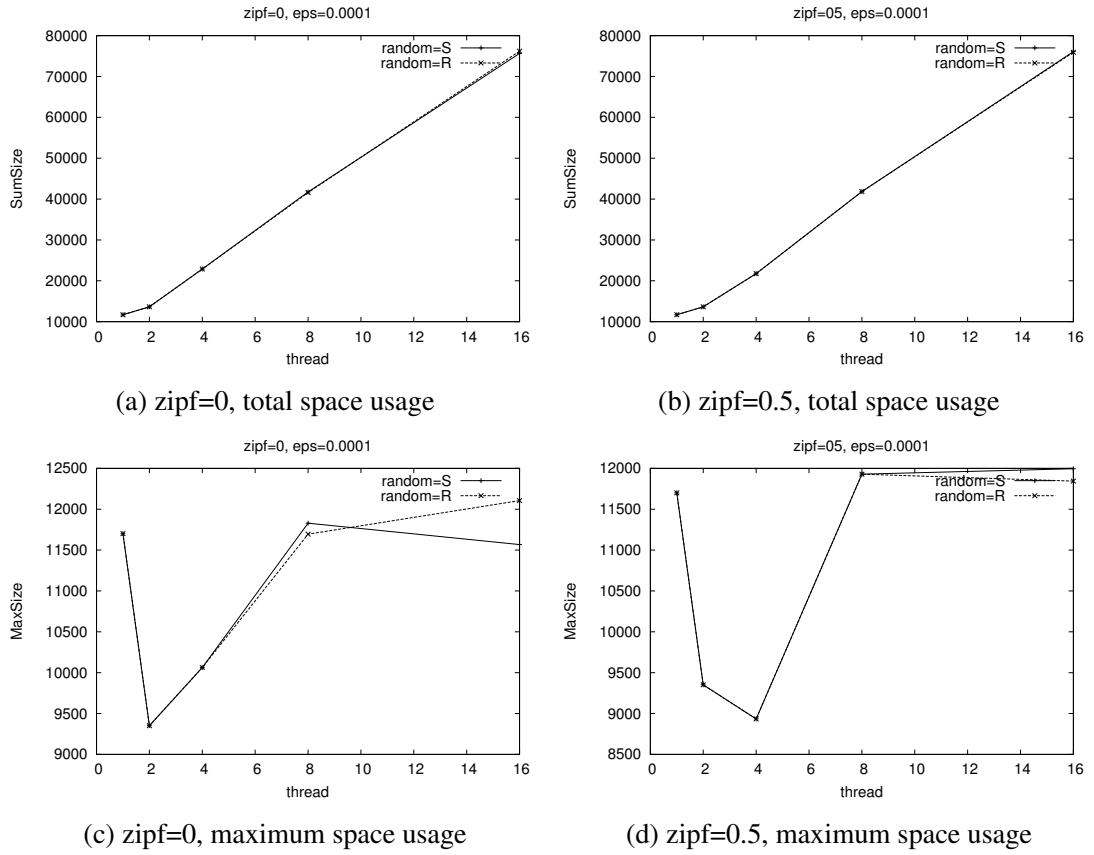 zipf=0, eps=0.0001
80000
70000
60000
50000
40000
30000
20000
10000
SumSize
random=S
random=R
0 2 4 6 8 10 12 14 16
thread
(a) zipf=0, total space usage
zipf=05, eps=0.0001
80000
70000
60000
50000
40000
30000
20000
10000
SumSize
random=S
random=R
0 2 4 6 8 10 12 14 16
thread
(b) zipf=0.5, total space usage
zipf=0, eps=0.0001
12500
12000
11500
11000
10500
10000
9500
9000
MaxSize
random=S
random=R
0 2 4 6 8 10 12 14 16
thread
(c) zipf=0, maximum space usage
zipf=05, eps=0.0001
12000
11500
11000
10500
10000
9500
9000
8500
MaxSize
random=S
random=R
0 2 4 6 8 10 12 14 16
thread
(d) zipf=0.5, maximum space usage